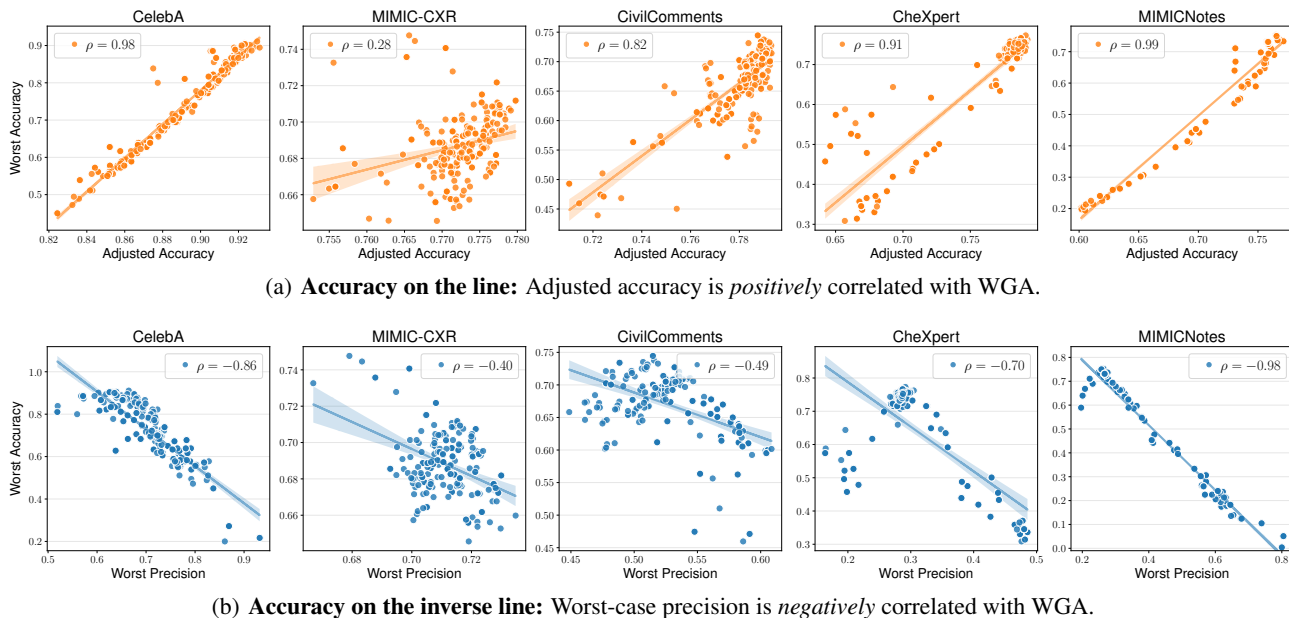 CelebA MIMIC-CXR CivilComments CheXpert MIMICNotes
ρ = 0.98 ρ = 0.28 ρ = 0.82 ρ = 0.91 ρ = 0.99
Worst Accuracy
0.9 0.8 0.7 0.6 0.5
0.74 0.72 0.70 0.68 0.66
0.75 0.70 0.65 0.60 0.55 0.50 0.45
0.7 0.6 0.5 0.4 0.3
0.7 0.6 0.5 0.4 0.3 0.2
0.82 0.84 0.86 0.88 0.90 0.92
0.755 0.760 0.765 0.770 0.775 0.780
0.72 0.74 0.76 0.78
0.65 0.70 0.75
0.60 0.65 0.70 0.75
Adjusted Accuracy Adjusted Accuracy Adjusted Accuracy Adjusted Accuracy Adjusted Accuracy
(a) Accuracy on the line: Adjusted accuracy is positively correlated with WGA.
CelebA MIMIC-CXR CivilComments CheXpert MIMICNotes
ρ = −0.86 ρ = −0.40 ρ = −0.49 ρ = −0.70 ρ = −0.98
Worst Accuracy
1.0 0.8 0.6 0.4 0.2
0.74 0.72 0.70 0.68 0.66
0.75 0.70 0.65 0.60 0.55 0.50 0.45
0.8 0.7 0.6 0.5 0.4 0.3
0.8 0.6 0.4 0.2 0.0
0.5 0.6 0.7 0.8 0.9
0.68 0.70 0.72
0.45 0.50 0.55 0.60
0.2 0.3 0.4 0.5
0.2 0.4 0.6 0.8
Worst Precision Worst Precision Worst Precision Worst Precision Worst Precision
(b) Accuracy on the inverse line: Worst-case precision is negatively correlated with WGA.